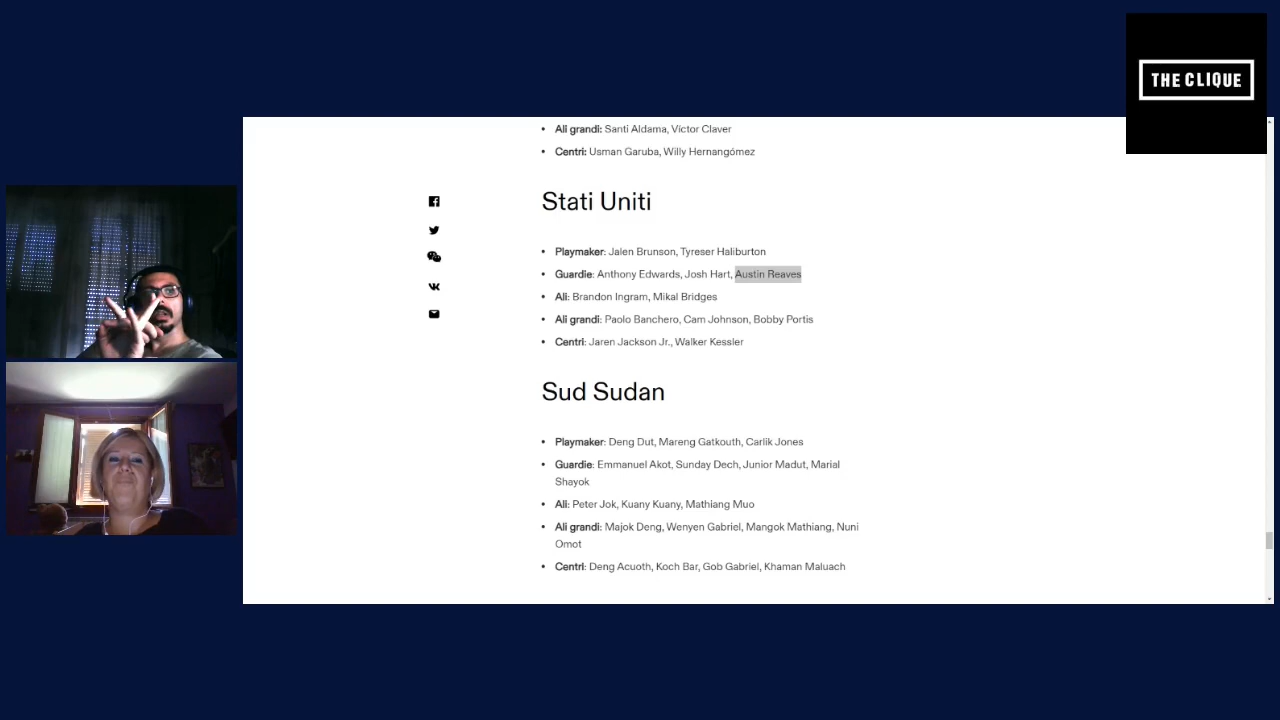 THE CLIQUE
Ali grandi: Santi Aldama, Víctor Claver
Centri: Usman Garuba, Willy Hernangómez
Stati Uniti
Playmaker: Jalen Brunson, Tyreser Haliburton
Guardie: Anthony Edwards, Josh Hart, Austin Reaves
Ali: Brandon Ingram, Mikal Bridges
Ali grandi: Paolo Banchero, Cam Johnson, Bobby Portis
Centri: Jaren Jackson Jr., Walker Kessler
Sud Sudan
Playmaker: Deng Dut, Mareng Gatkouth, Carlik Jones
Guardie: Emmanuel Akot, Sunday Dech, Junior Madut, Marial
Shayok
Ali: Peter Jok, Kuany Kuany, Mathiang Muo
Ali grandi: Majok Deng, Wenyen Gabriel, Mangok Mathiang, Nuni
Omot
Centri: Deng Acuoth, Koch Bar, Gob Gabriel, Khaman Maluach